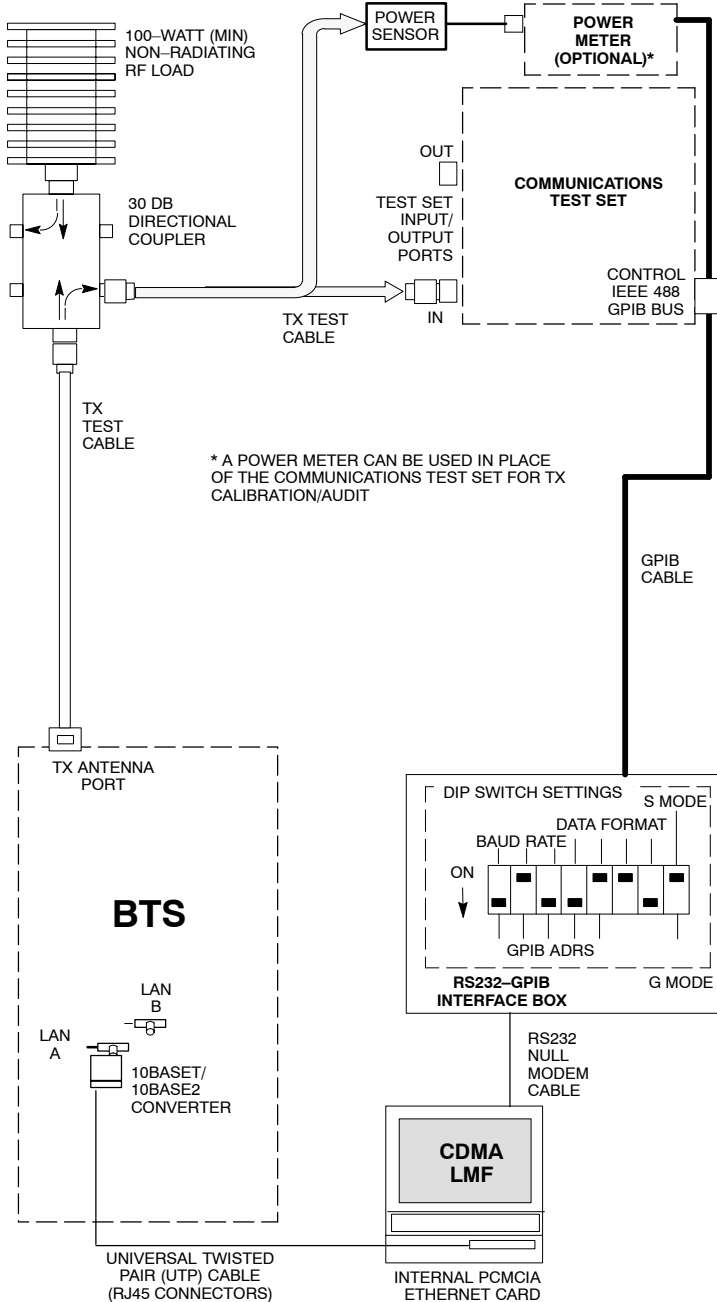 100–WATT (MIN)
NON–RADIATING
RF LOAD
POWER
SENSOR
POWER
METER
(OPTIONAL)*
OUT
COMMUNICATIONS
TEST SET
30 DB
DIRECTIONAL
COUPLER
TEST SET
INPUT/
OUTPUT
PORTS
CONTROL
IEEE 488
GPIB BUS
TX TEST
CABLE
IN
TX
TEST
CABLE
* A POWER METER CAN BE USED IN PLACE
OF THE COMMUNICATIONS TEST SET FOR TX
CALIBRATION/AUDIT
GPIB
CABLE
TX ANTENNA
PORT
DIP SWITCH SETTINGS
S MODE
DATA FORMAT
BAUD RATE
ON
GPIB ADRS
G MODE
RS232–GPIB
INTERFACE BOX
BTS
LAN
B
LAN
A
10BASET/
10BASE2
CONVERTER
RS232
NULL
MODEM
CABLE
CDMA
LMF
UNIVERSAL TWISTED
PAIR (UTP) CABLE
(RJ45 CONNECTORS)
INTERNAL PCMCIA
ETHERNET CARD